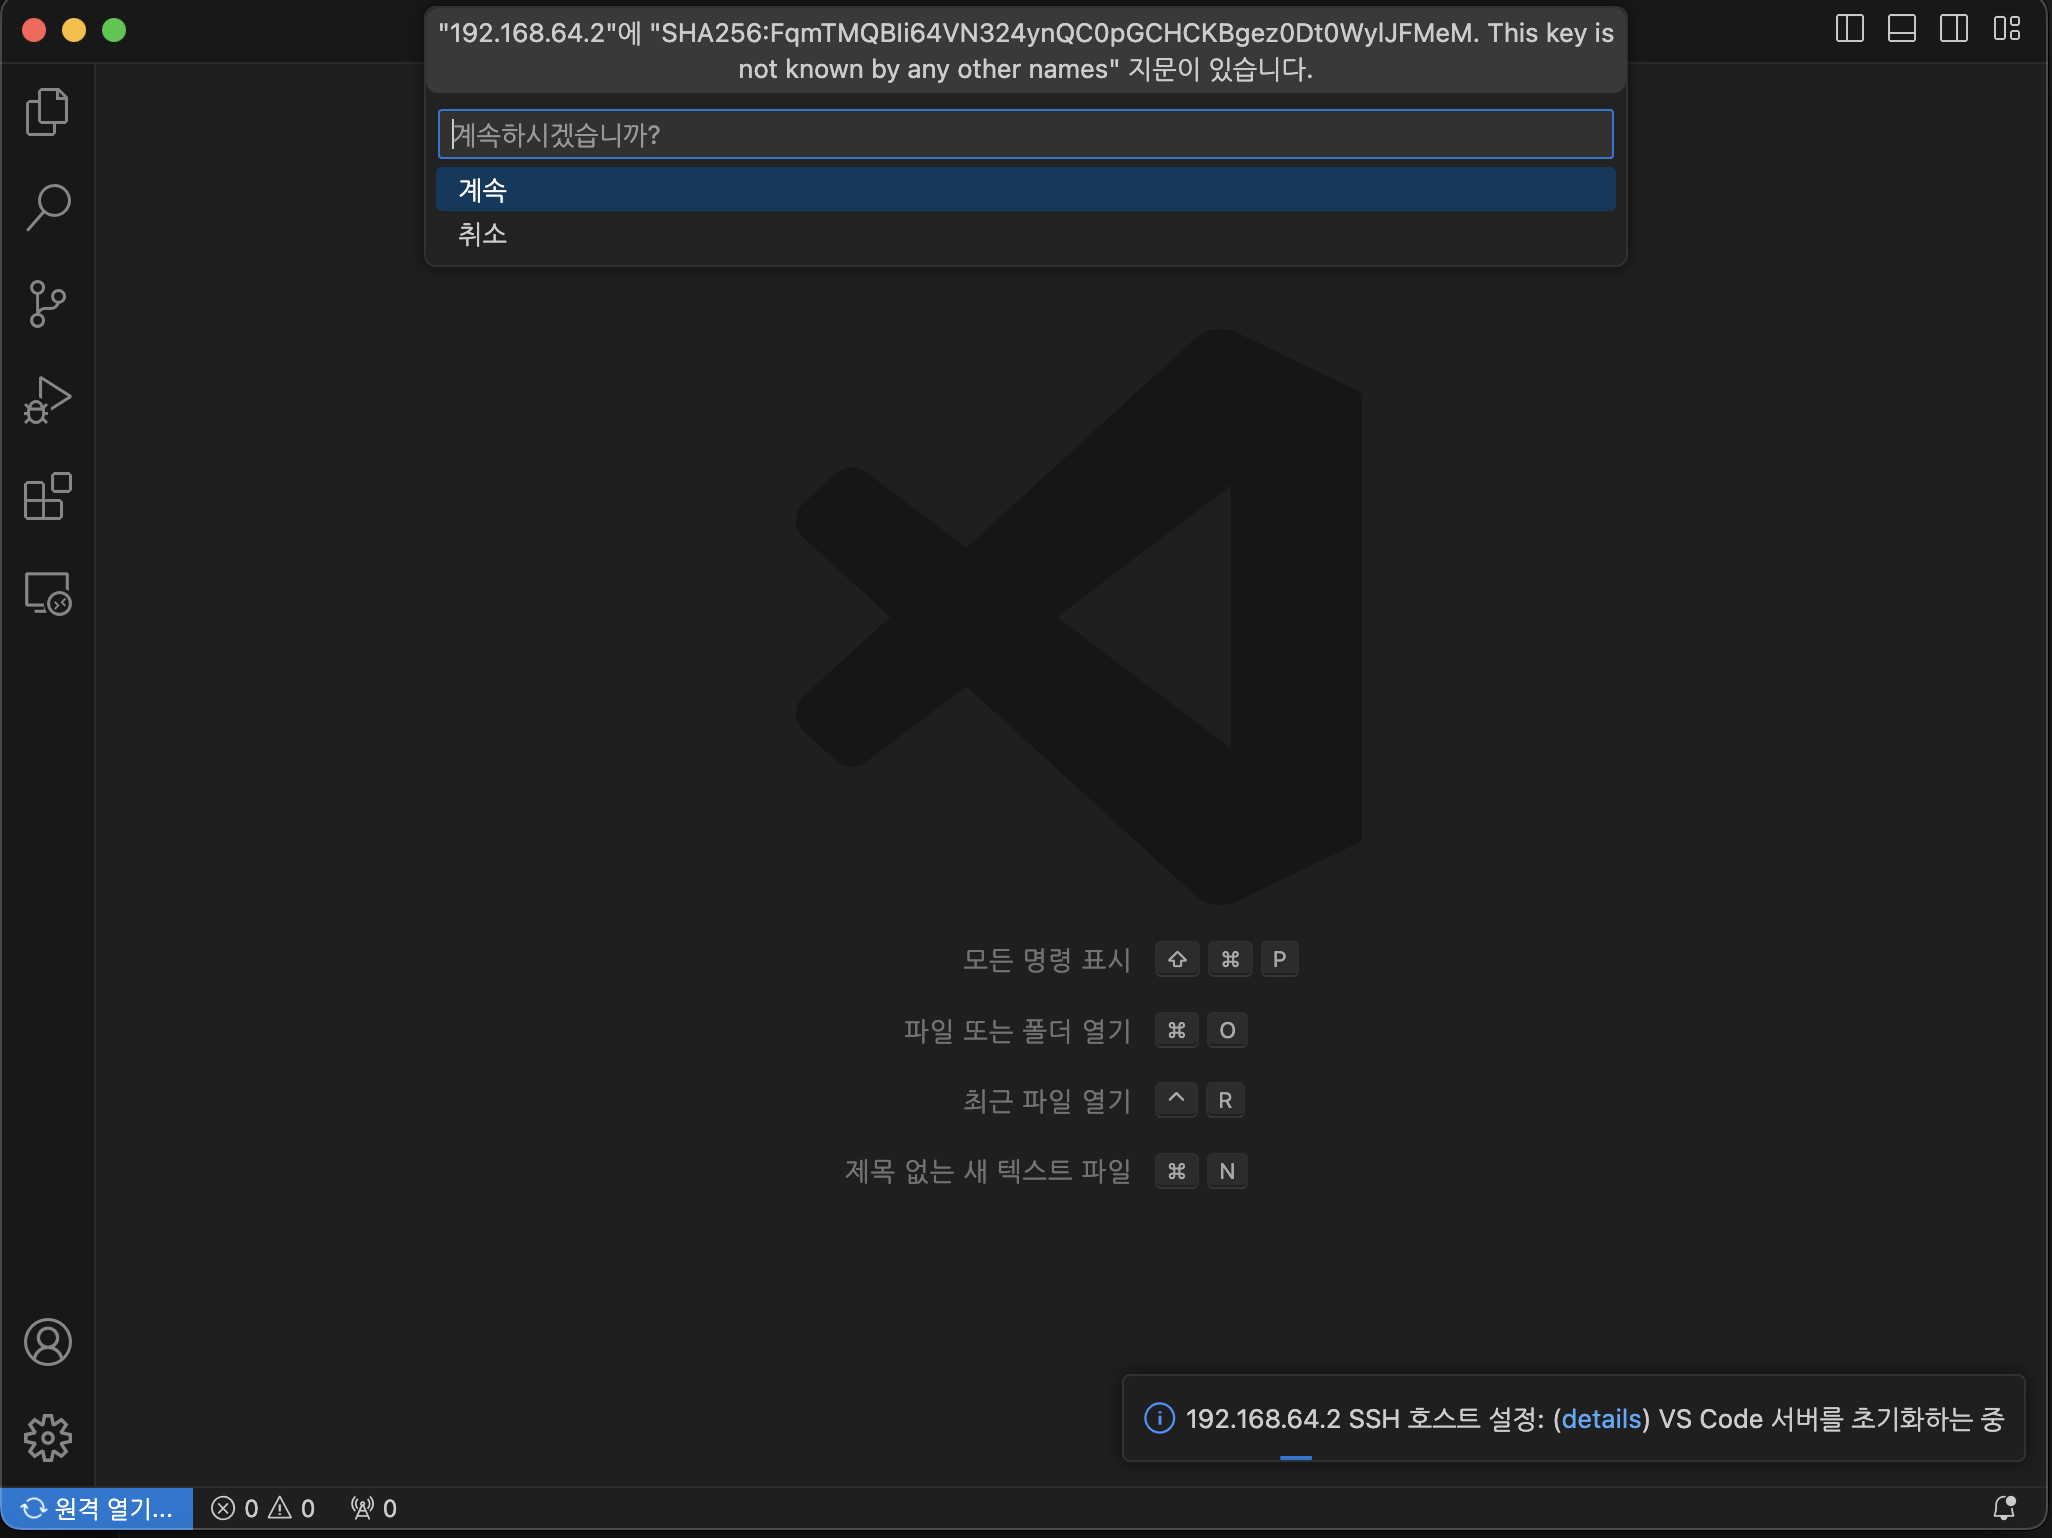 "192.168.64.2"에 "SHA256:FqmTMQBli64VN324ynQC0pGCHCKBgez0Dt0WylJFMeM. This key is
not known by any other names" 지문이 있습니다.
계속하시겠습니까?
계속
취소
모든 명령 표시 ⇧ ⌘ P
파일 또는 폴더 열기 ⌘ O
최근 파일 열기 ^ R
제목 없는 새 텍스트 파일 ⌘ N
192.168.64.2 SSH 호스트 설정: (details) VS Code 서버를 초기화하는 중
원격 열기... 0 0 0